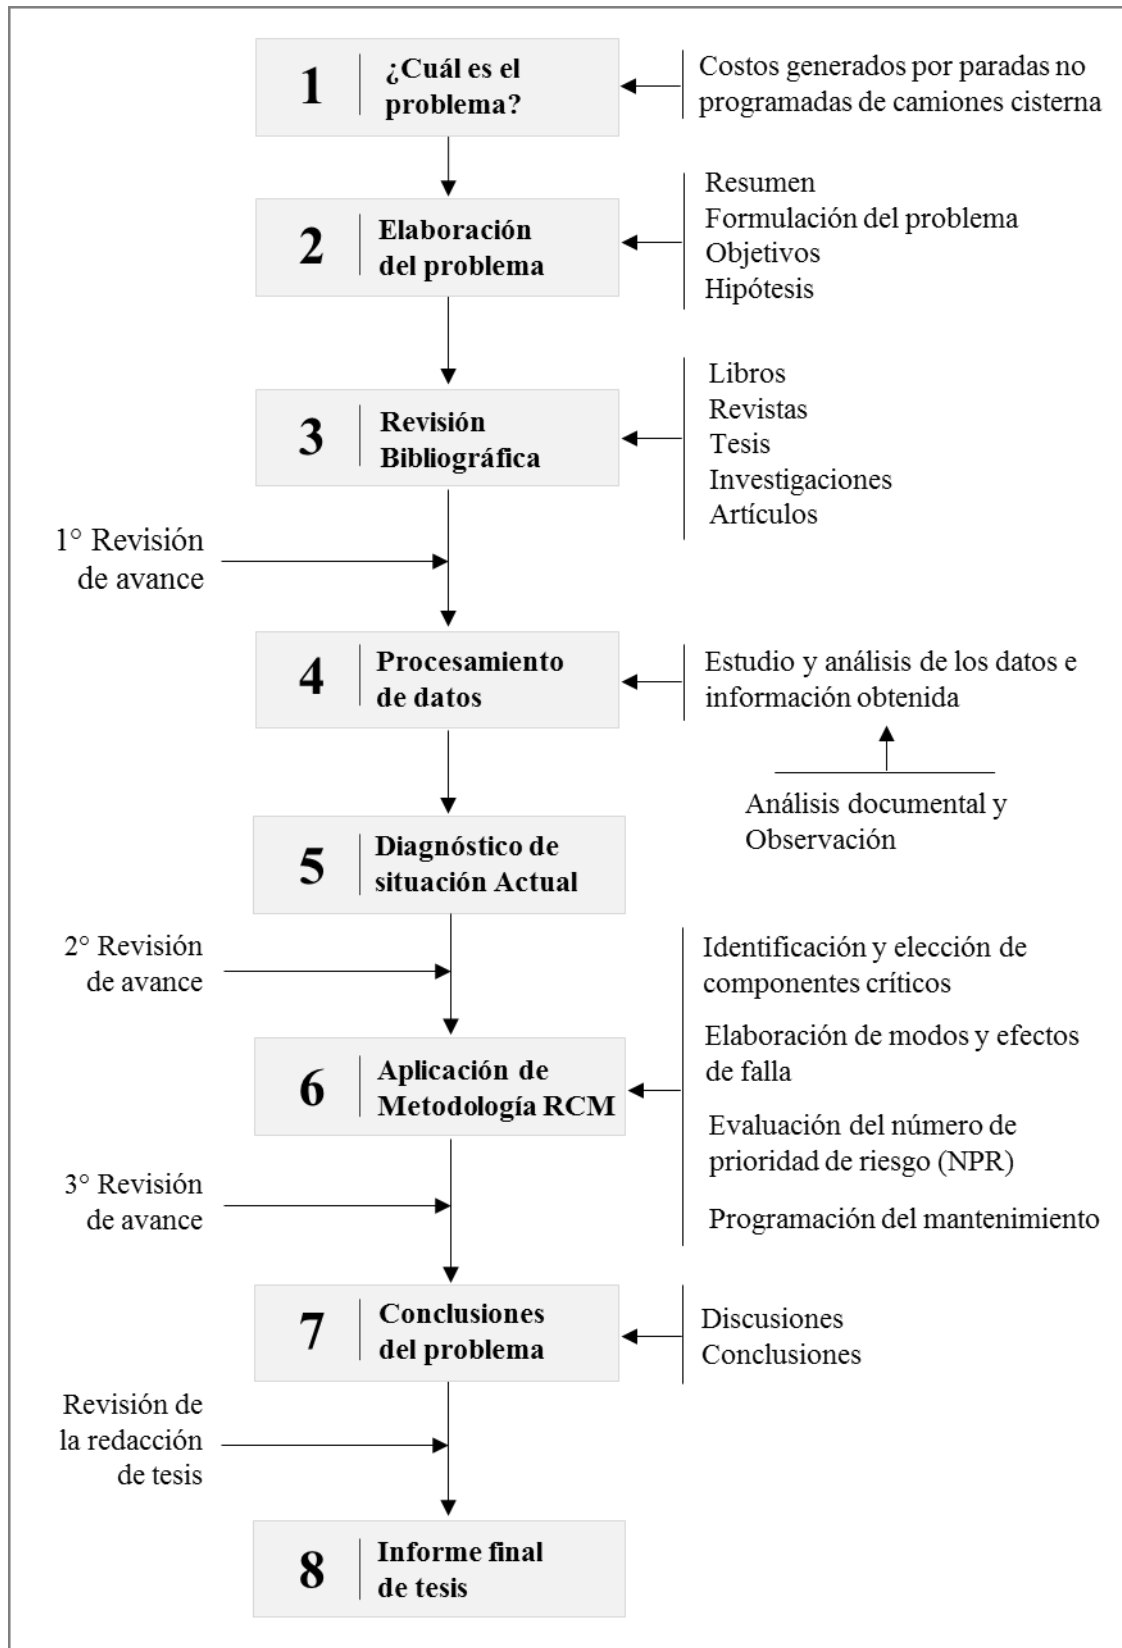 1
¿Cuál es el
problema?
Costos generados por paradas no
programadas de camiones cisterna
2
Elaboración
del problema
Resumen
Formulación del problema
Objetivos
Hipótesis
3
Revisión
Bibliográfica
Libros
Revistas
Tesis
Investigaciones
Artículos
1° Revisión
de avance
4
Procesamiento
de datos
Estudio y análisis de los datos e
información obtenida
Análisis documental y
Observación
5
Diagnóstico de
situación Actual
2° Revisión
de avance
6
Aplicación de
Metodología RCM
Identificación y elección de
componentes críticos
Elaboración de modos y efectos
de falla
Evaluación del número de
prioridad de riesgo (NPR)
Programación del mantenimiento
3° Revisión
de avance
7
Conclusiones
del problema
Discusiones
Conclusiones
Revisión de
la redacción
de tesis
8
Informe final
de tesis